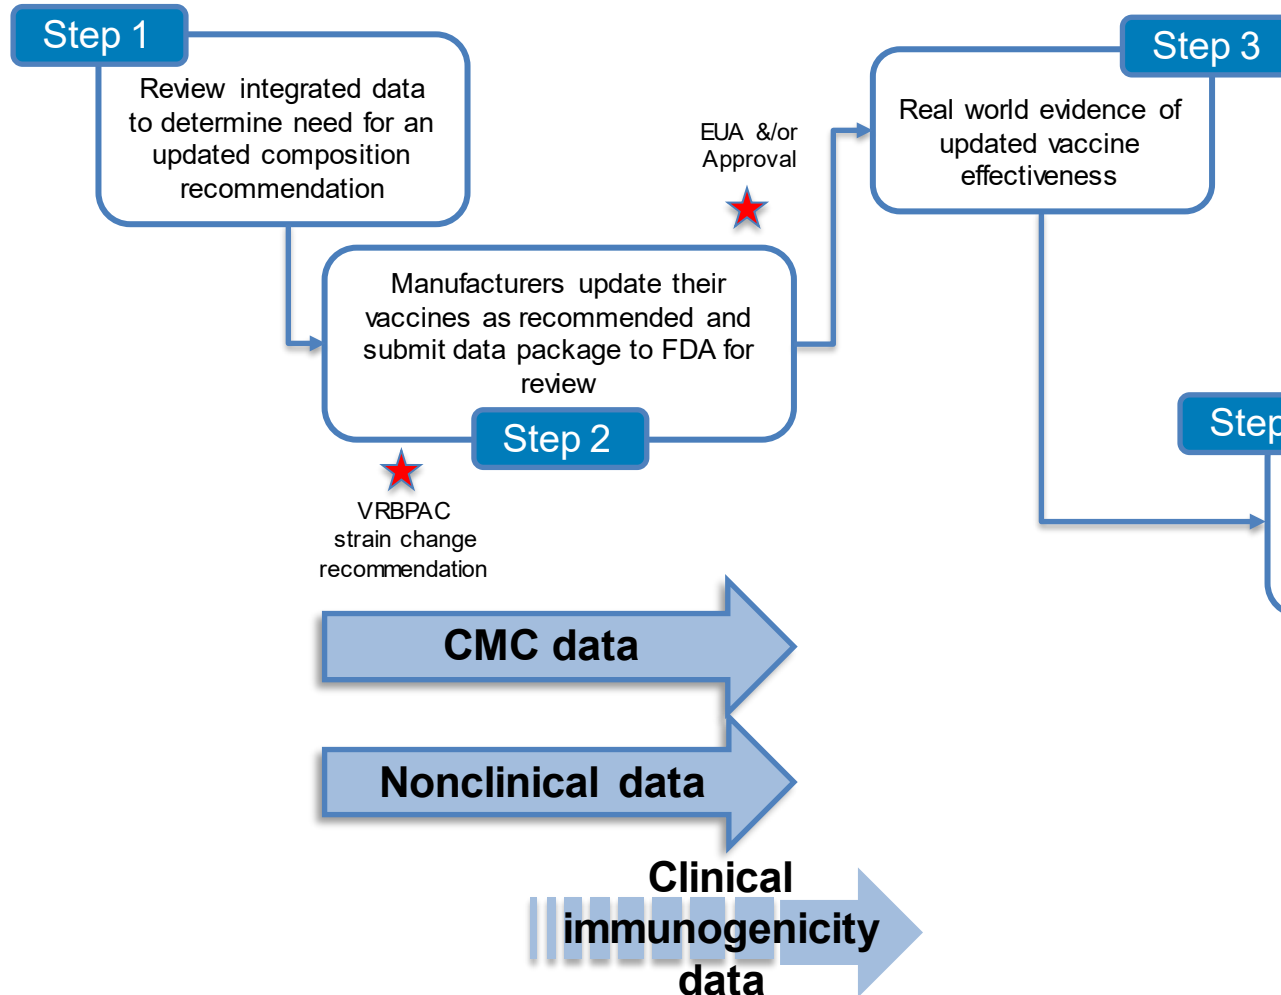 Step 1
Review integrated data
to determine need for an
updated composition
recommendation
EUA &/or
Approval
Step 3
Real world evidence of
updated vaccine
effectiveness
Manufacturers update their
vaccines as recommended and
submit data package to FDA for
review
Step 2
Step
VRBPAC
strain change
recommendation
CMC data
Nonclinical data
Clinical
immunogenicity
data